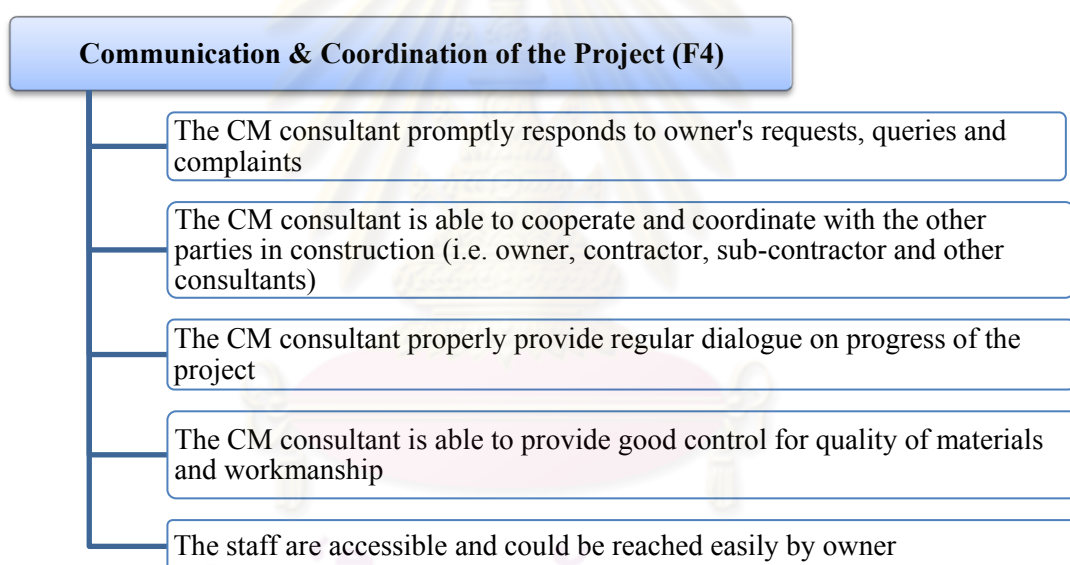 Communication & Coordination of the Project (F4)
The CM consultant promptly responds to owner's requests, queries and
complaints
The CM consultant is able to cooperate and coordinate with the other
parties in construction (i.e. owner, contractor, sub-contractor and other
consultants)
The CM consultant properly provide regular dialogue on progress of the
project
The CM consultant is able to provide good control for quality of materials
and workmanship
The staff are accessible and could be reached easily by owner